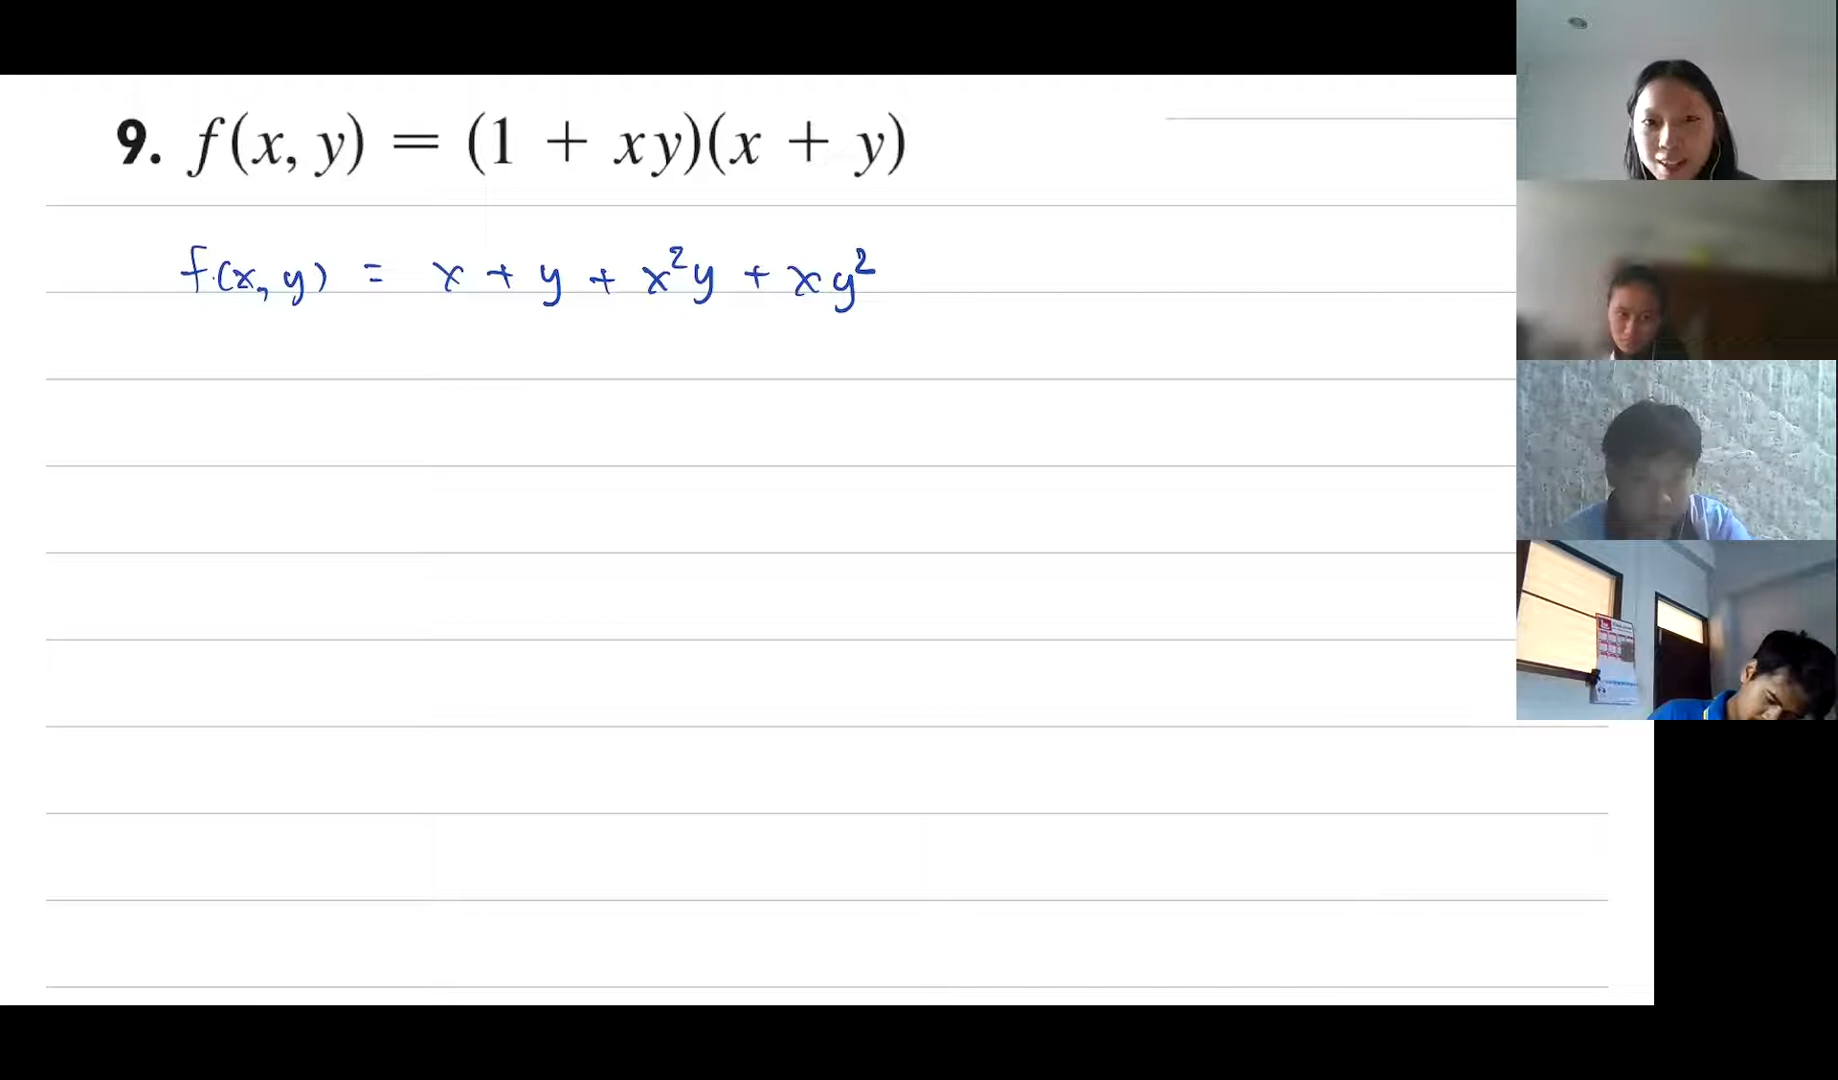 9. f(x, y) = (1 + xy)(x + y)
f(x, y) = x + y + x²y + xy²